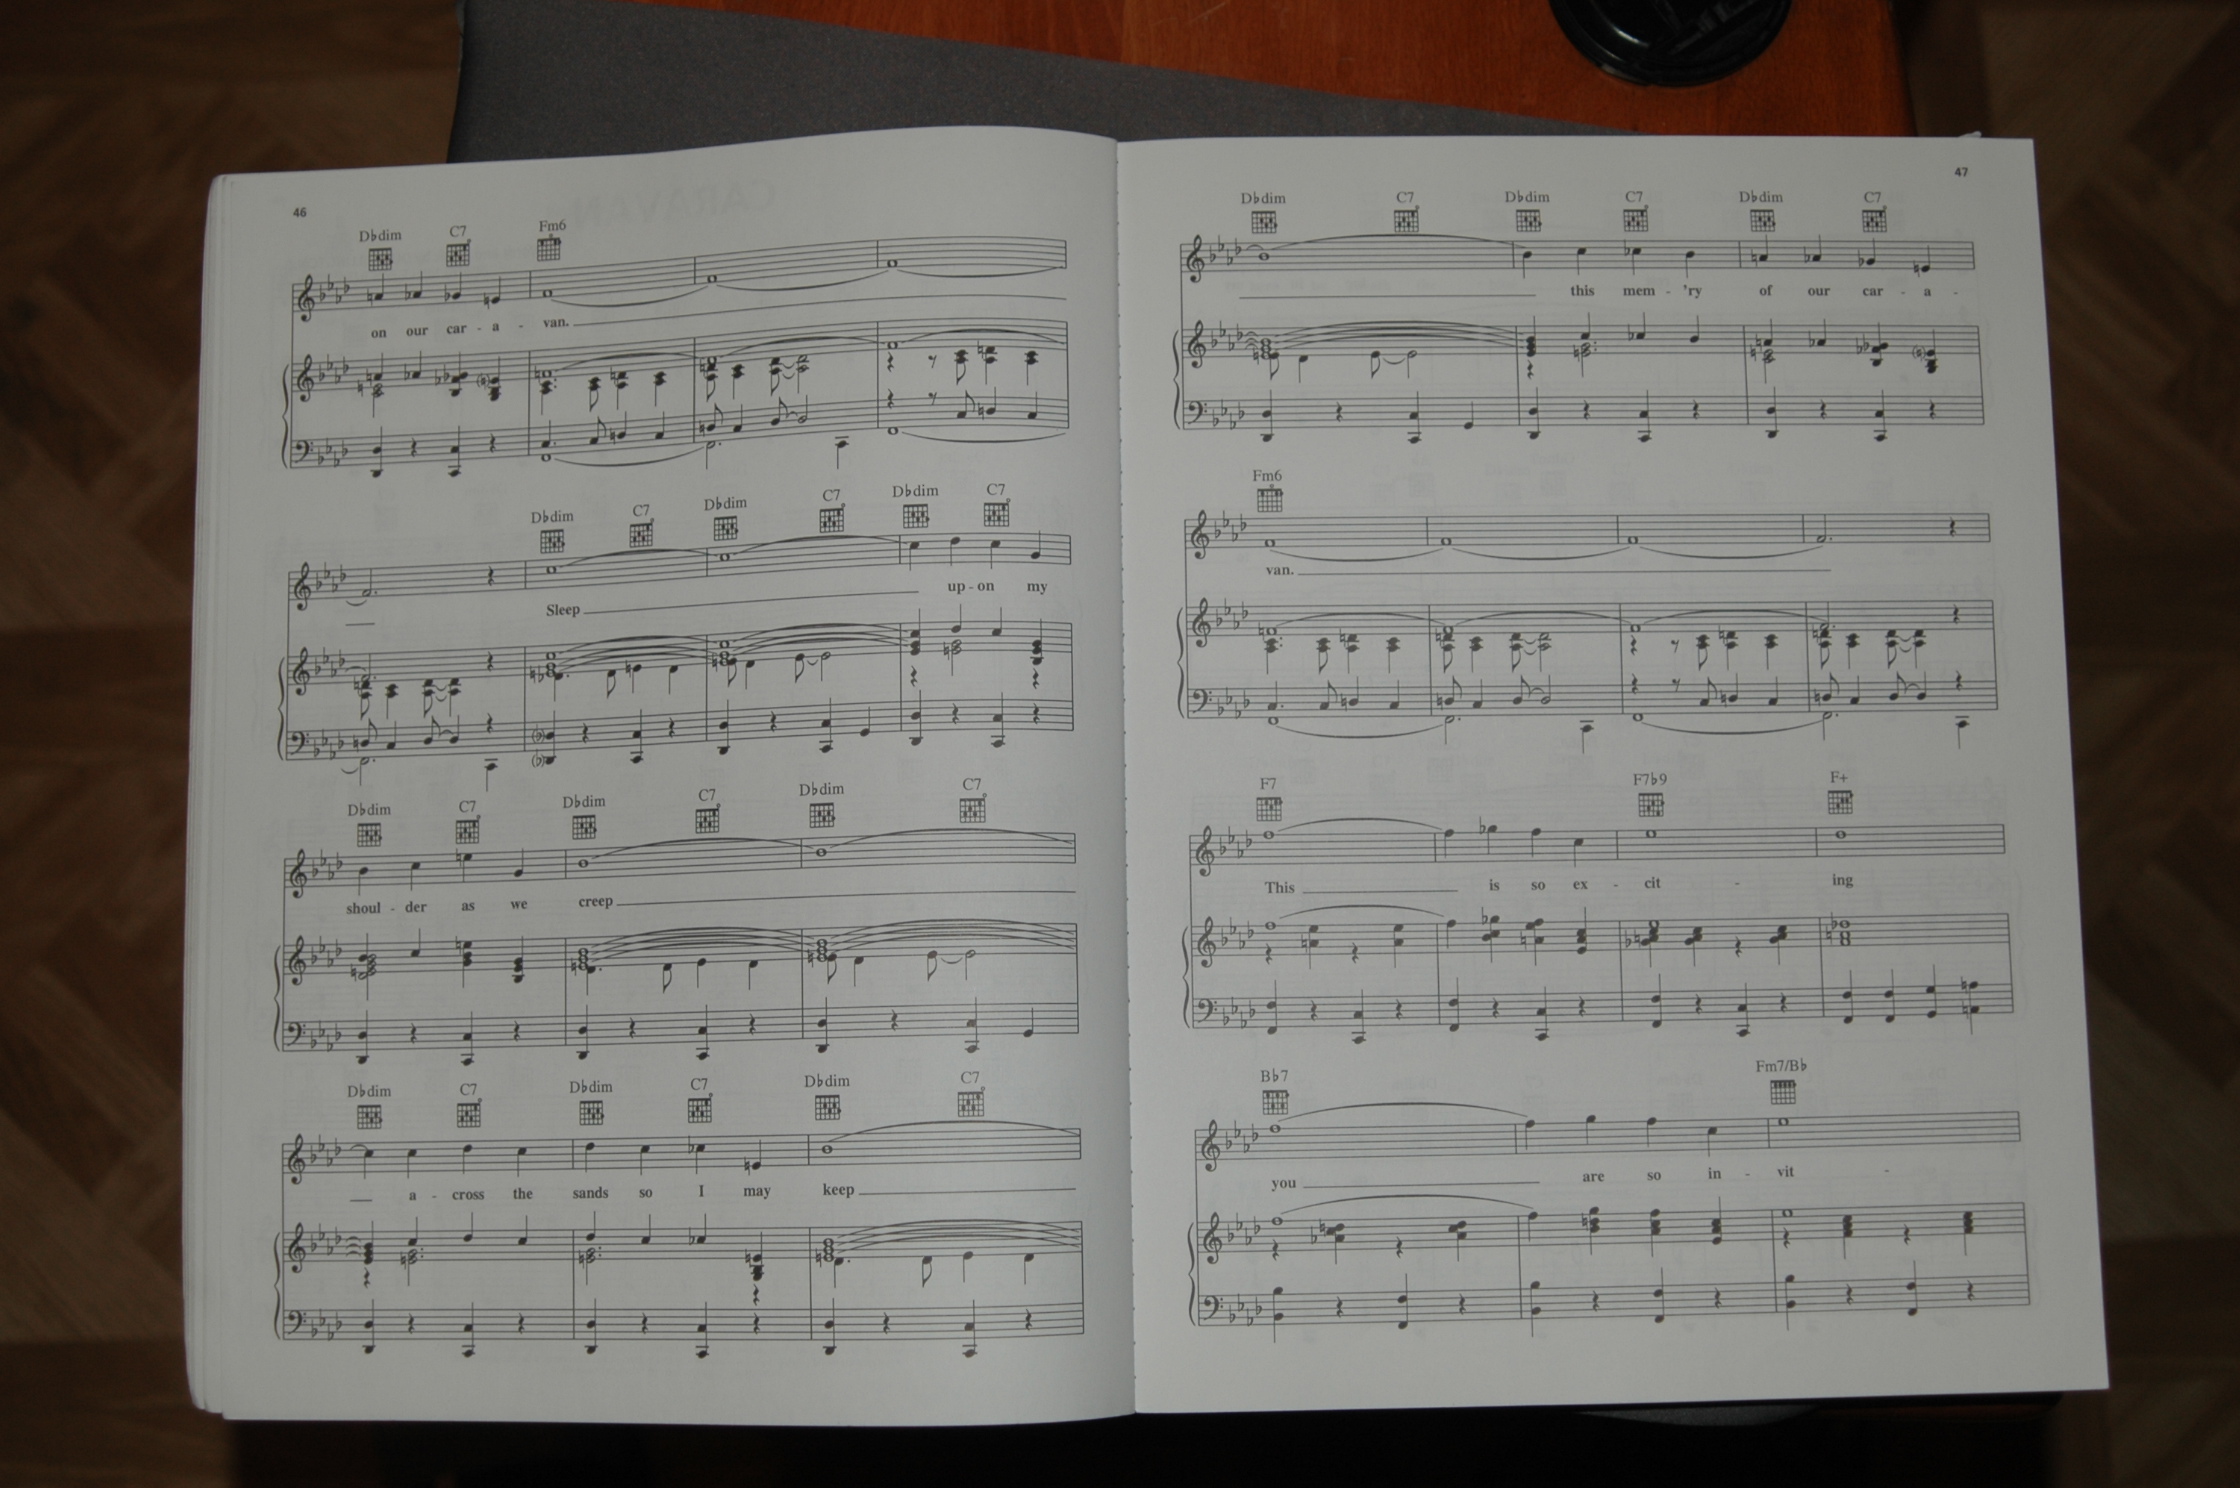 46
D♭dim C7 Fm6
on our car - a - van.
D♭dim C7 D♭dim C7 D♭dim C7
Sleep up - on my
D♭dim C7 D♭dim C7 D♭dim C7
shoul - der as we creep
D♭dim C7 D♭dim C7 D♭dim C7
a - cross the sands so I may keep
47
D♭dim C7 D♭dim C7 D♭dim C7
this mem - 'ry of our car - a -
Fm6
van.
F7 F7♭9 F+
This is so ex - cit - ing
B♭7 Fm7/B♭
you are so in - vit -